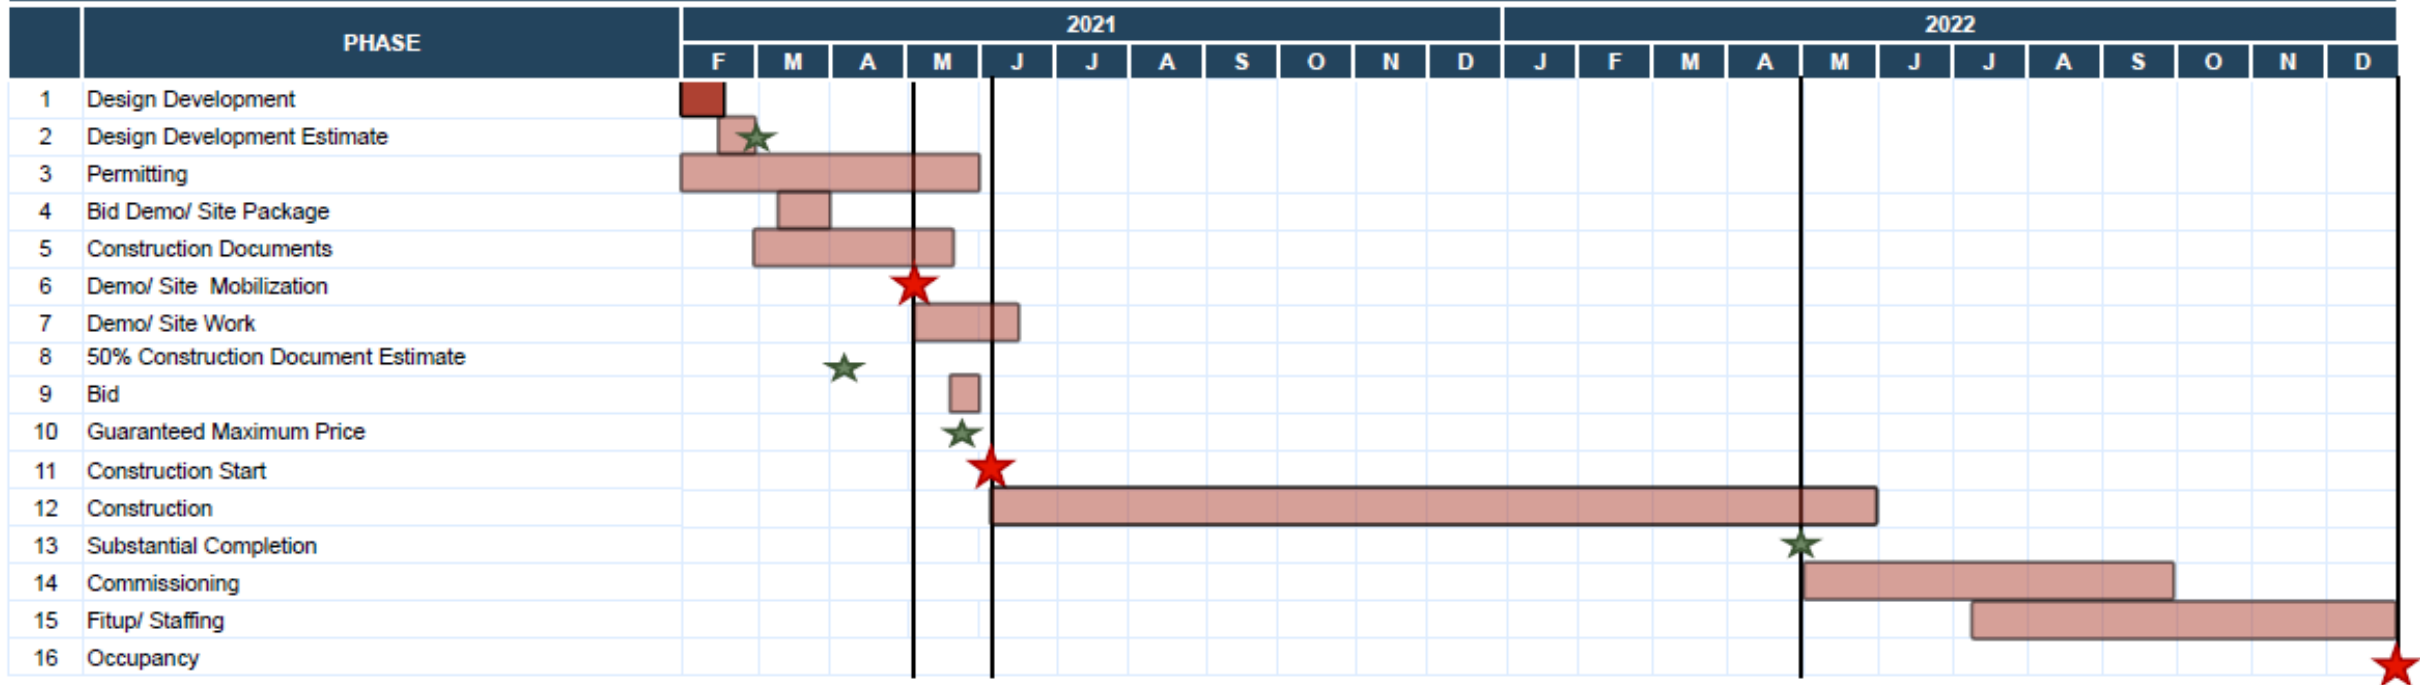 PHASE 2021 2022
F M A M J J A S O N D J F M A M J J A S O N D
1 Design Development
2 Design Development Estimate
3 Permitting
4 Bid Demo/ Site Package
5 Construction Documents
6 Demo/ Site  Mobilization
7 Demo/ Site Work
8 50% Construction Document Estimate
9 Bid
10 Guaranteed Maximum Price
11 Construction Start
12 Construction
13 Substantial Completion
14 Commissioning
15 Fitup/ Staffing
16 Occupancy